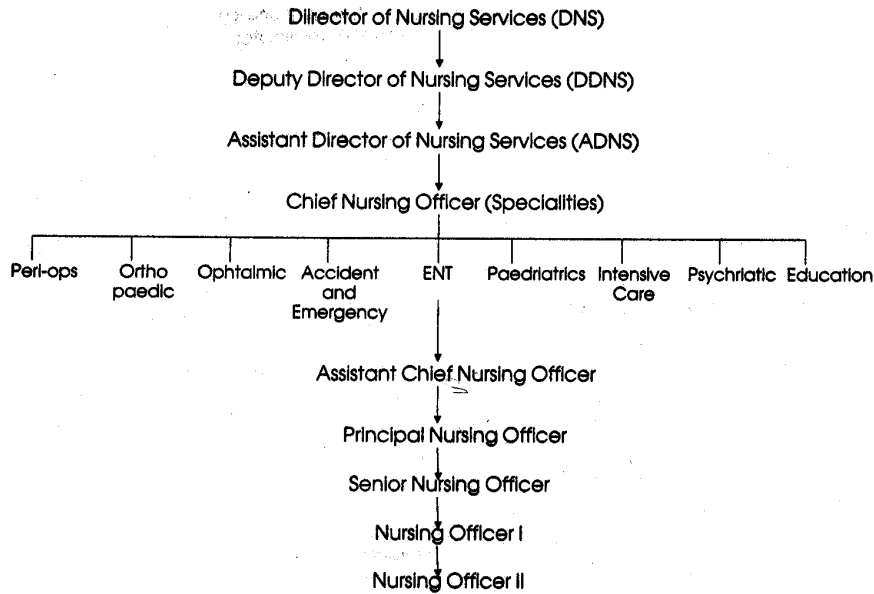 Diirector of Nursing Services (DNS)
Deputy Director of Nursing Services (DDNS)
Assistant Director of Nursing Services (ADNS)
Chief Nursing Officer (Specialities)
Peri-ops
Ortho
paedic
Ophtalmic
Accident
and
Emergency
ENT
Paedriatrics
Intensive
Care
Psychriatic
Education
Assistant Chief Nursing Officer
Principal Nursing Officer
Senior Nursing Officer
Nursing Officer I
Nursing Officer II